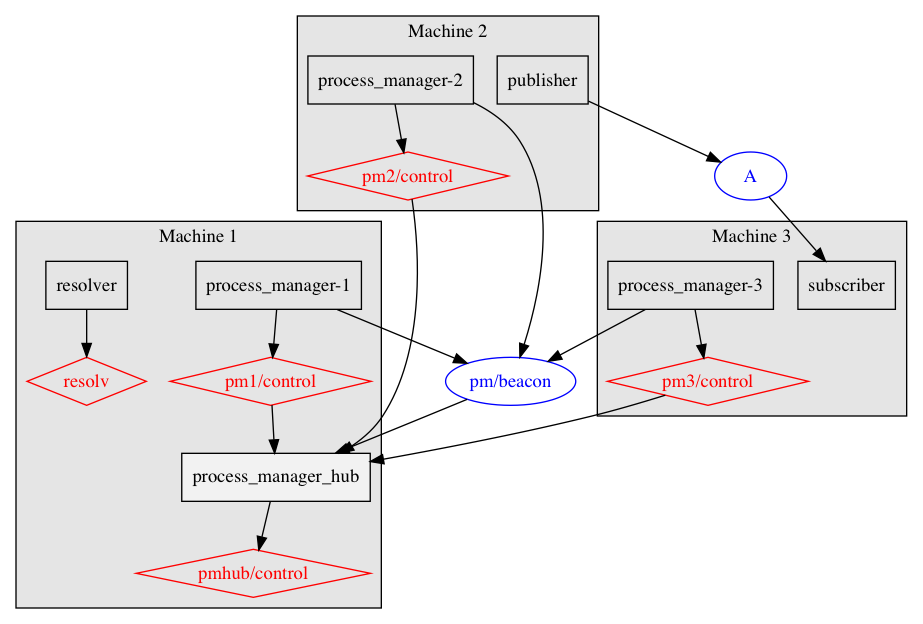 Machine 2
process_manager-2
publisher
pm2/control
A
Machine 1
Machine 3
resolver
process_manager-1
process_manager-3
subscriber
resolv
pm1/control
pm/beacon
pm3/control
process_manager_hub
pmhub/control